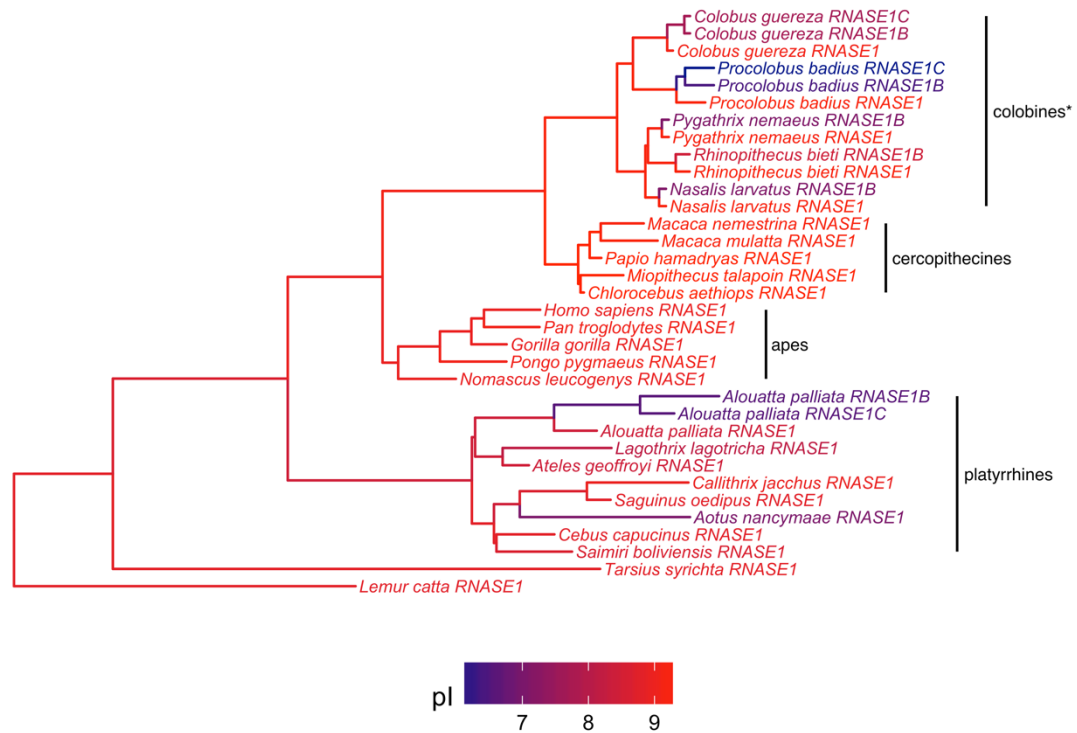 Colobus guereza RNASE1C
Colobus guereza RNASE1B
Colobus guereza RNASE1
Procolobus badius RNASE1C
Procolobus badius RNASE1B
Procolobus badius RNASE1
Pygathrix nemaeus RNASE1B
Pygathrix nemaeus RNASE1
Rhinopithecus bieti RNASE1B
Rhinopithecus bieti RNASE1
Nasalis larvatus RNASE1B
Nasalis larvatus RNASE1
colobines*
Macaca nemestrina RNASE1
Macaca mulatta RNASE1
Papio hamadryas RNASE1
Miopithecus talapoin RNASE1
Chlorocebus aethiops RNASE1
cercopithecines
Homo sapiens RNASE1
Pan troglodytes RNASE1
Gorilla gorilla RNASE1
Pongo pygmaeus RNASE1
Nomascus leucogenys RNASE1
apes
Alouatta palliata RNASE1B
Alouatta palliata RNASE1C
Alouatta palliata RNASE1
Lagothrix lagotricha RNASE1
Ateles geoffroyi RNASE1
Callithrix jacchus RNASE1
Saguinus oedipus RNASE1
Aotus nancymaae RNASE1
Cebus capucinus RNASE1
Saimiri boliviensis RNASE1
platyrrhines
Tarsius syrichta RNASE1
Lemur catta RNASE1
pI
7 8 9